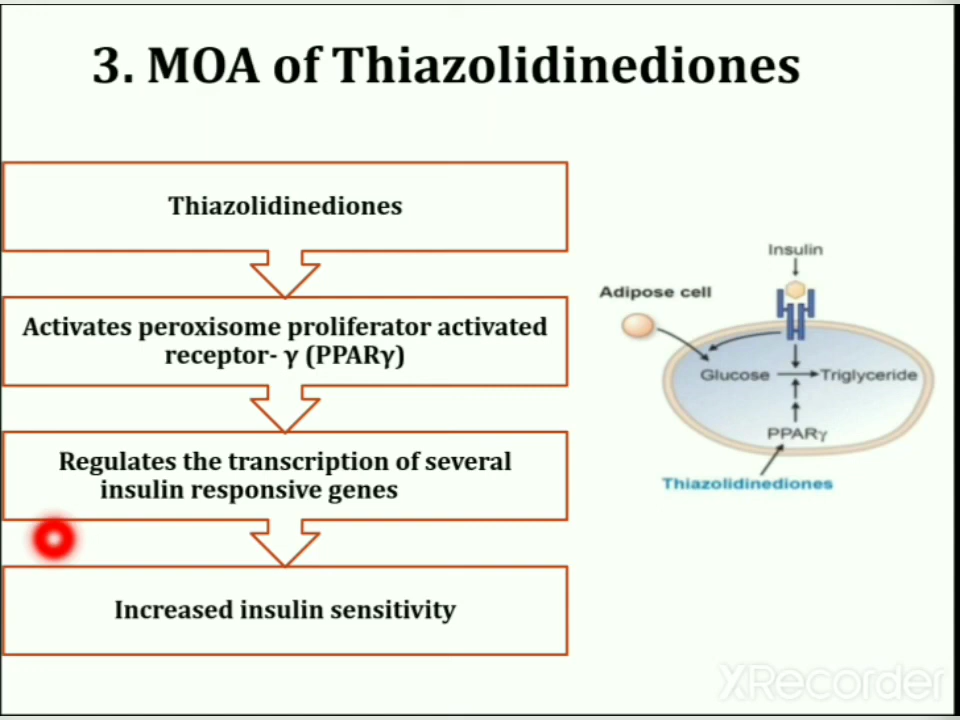 3. MOA of Thiazolidinediones
Thiazolidinediones
Activates peroxisome proliferator activated
receptor- γ (PPARγ)
Regulates the transcription of several
insulin responsive genes
Increased insulin sensitivity
Insulin
Adipose cell
Glucose
Triglyceride
PPARγ
Thiazolidinediones
XRecorder